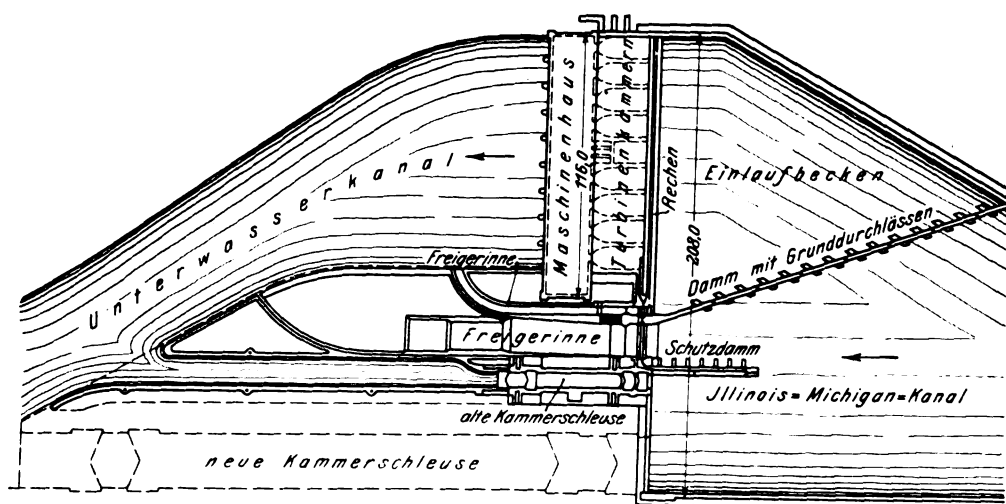 Unterwasserkanal
Maschinenhaus
116,0
Terbinenkammern
Rechen
208,0
Einlaufbecken
Damm mit Grunddurchlässen
Freigerinne
Freigerinne
Schutzdamm
Jllinois=Michigan=Kanal
alte Kammerschleuse
neue Kammerschleuse